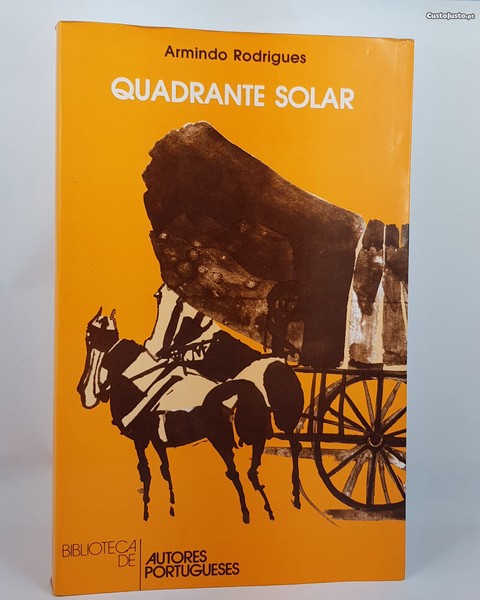 CustoJusto.pt
Armindo Rodrigues
QUADRANTE SOLAR
BIBLIOTECA
DE
AUTORES
PORTUGUESES